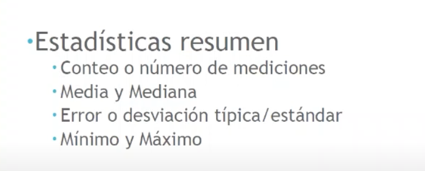 •Estadísticas resumen
•Conteo o número de mediciones
•Media y Mediana
•Error o desviación típica/estándar
•Mínimo y Máximo